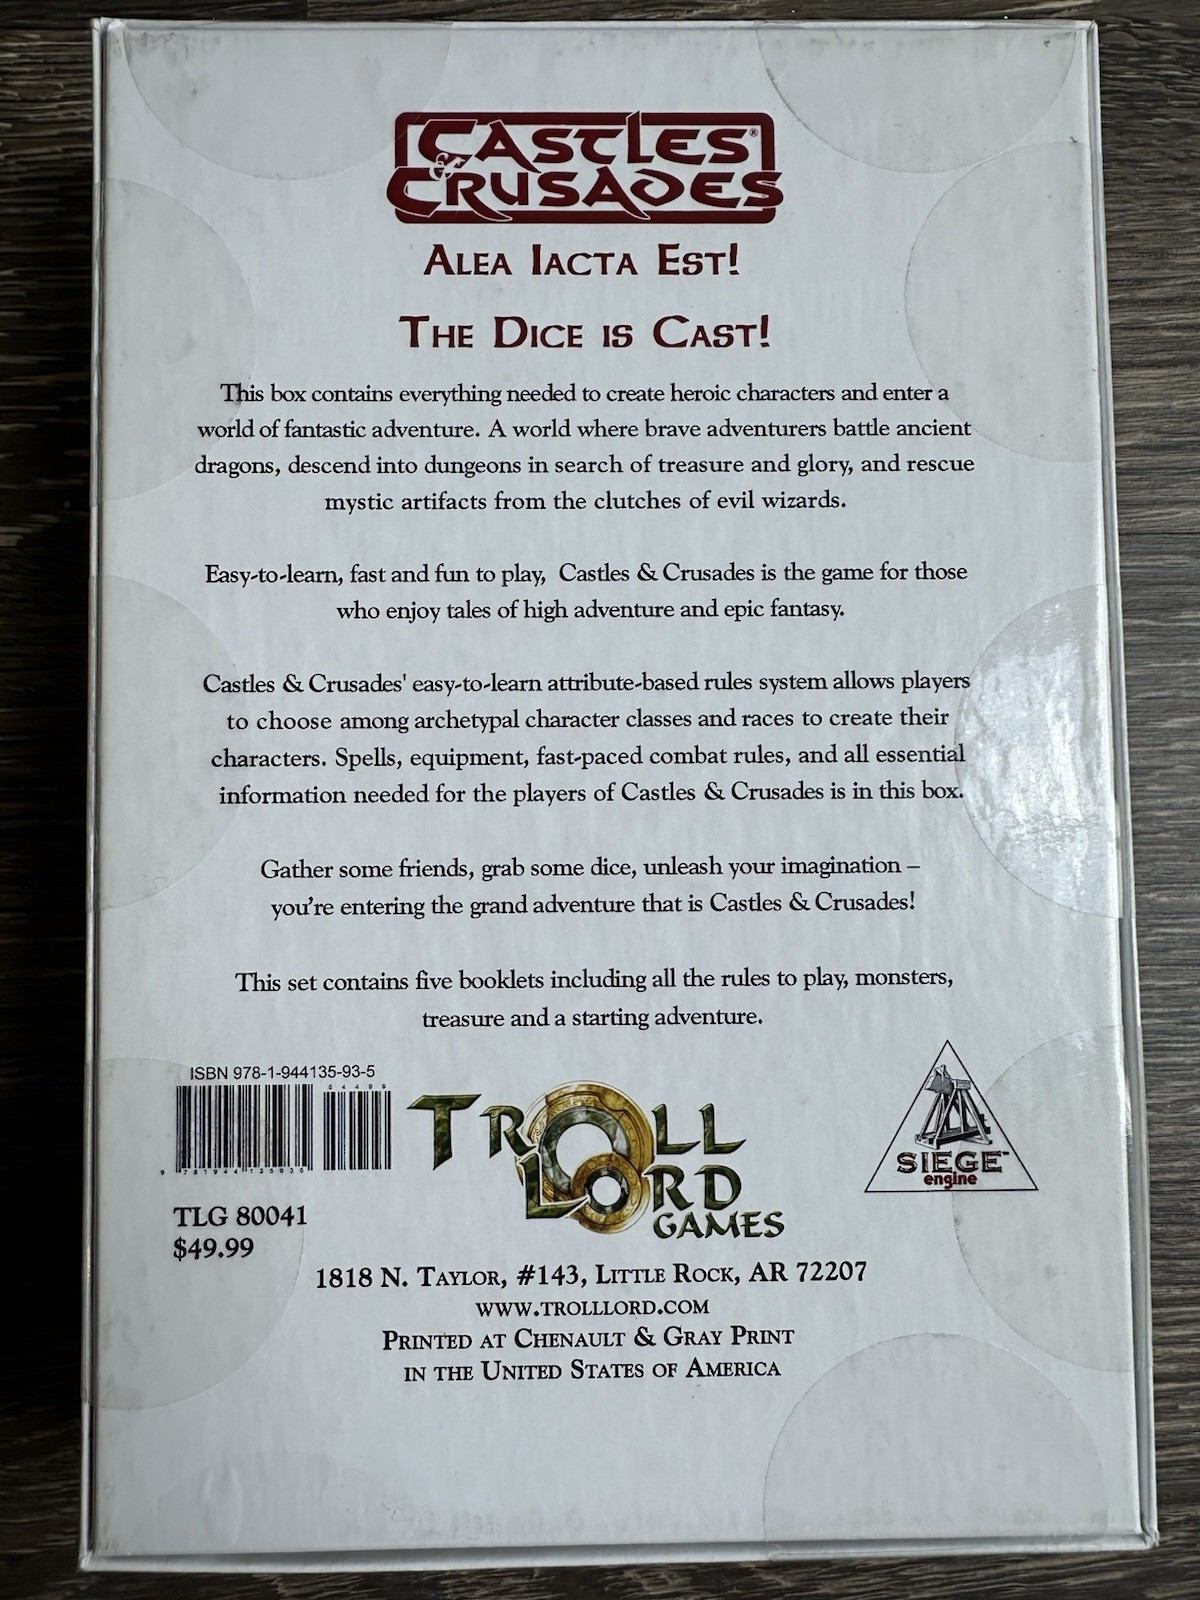 Castles®
& Crusades
Alea Iacta Est!
The Dice is Cast!
This box contains everything needed to create heroic characters and enter a
world of fantastic adventure. A world where brave adventurers battle ancient
dragons, descend into dungeons in search of treasure and glory, and rescue
mystic artifacts from the clutches of evil wizards.
Easy-to-learn, fast and fun to play, Castles & Crusades is the game for those
who enjoy tales of high adventure and epic fantasy.
Castles & Crusades' easy-to-learn attribute-based rules system allows players
to choose among archetypal character classes and races to create their
characters. Spells, equipment, fast-paced combat rules, and all essential
information needed for the players of Castles & Crusades is in this box.
Gather some friends, grab some dice, unleash your imagination –
you're entering the grand adventure that is Castles & Crusades!
This set contains five booklets including all the rules to play, monsters,
treasure and a starting adventure.
ISBN 978-1-944135-93-5
54499
9 781944 135935
TLG 80041
$49.99
Troll
Lord
Games
SIEGE™
engine
1818 N. Taylor, #143, Little Rock, AR 72207
www.trolllord.com
Printed at Chenault & Gray Print
in the United States of America